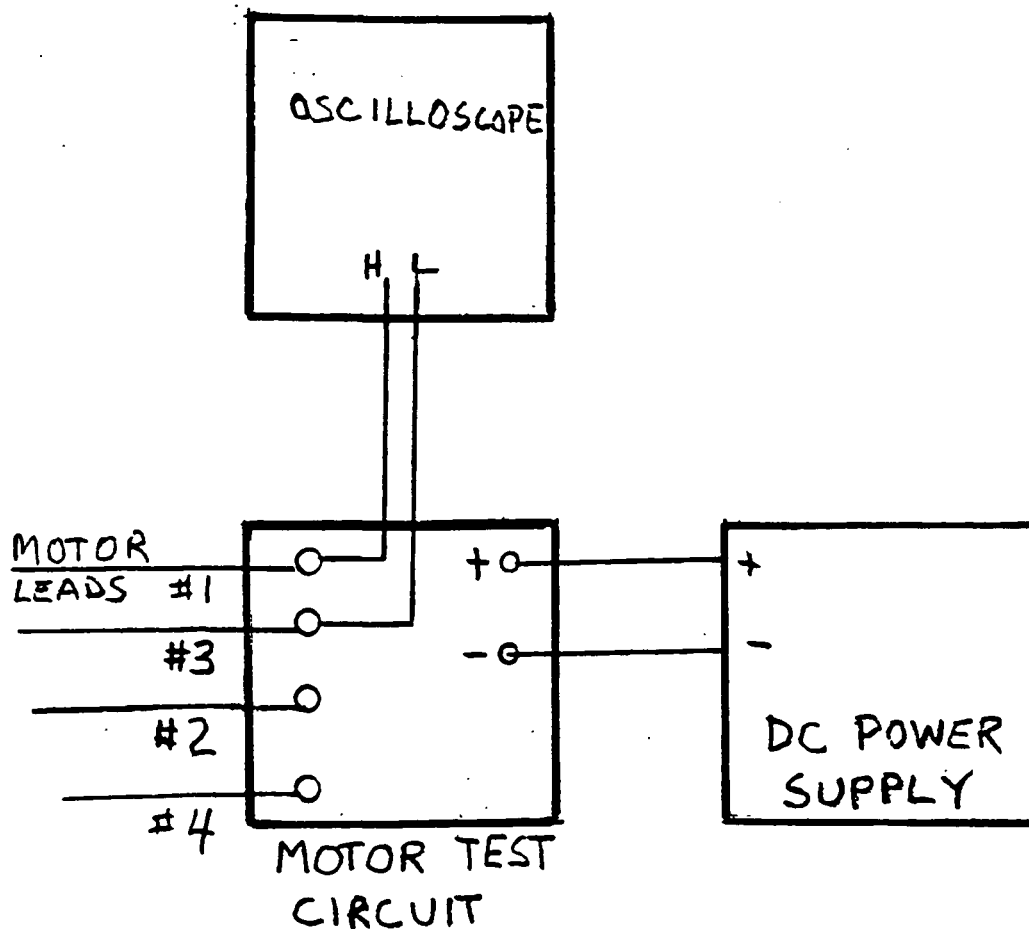 OSCILLOSCOPE
H L
MOTOR
LEADS #1
#3
#2
#4
+
-
+
-
DC POWER
SUPPLY
MOTOR TEST
CIRCUIT